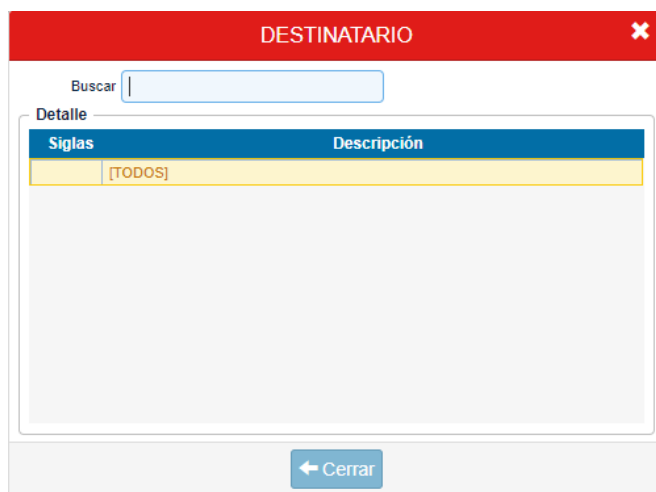 DESTINATARIO
Buscar
Detalle
Siglas Descripción
[TODOS]
Cerrar